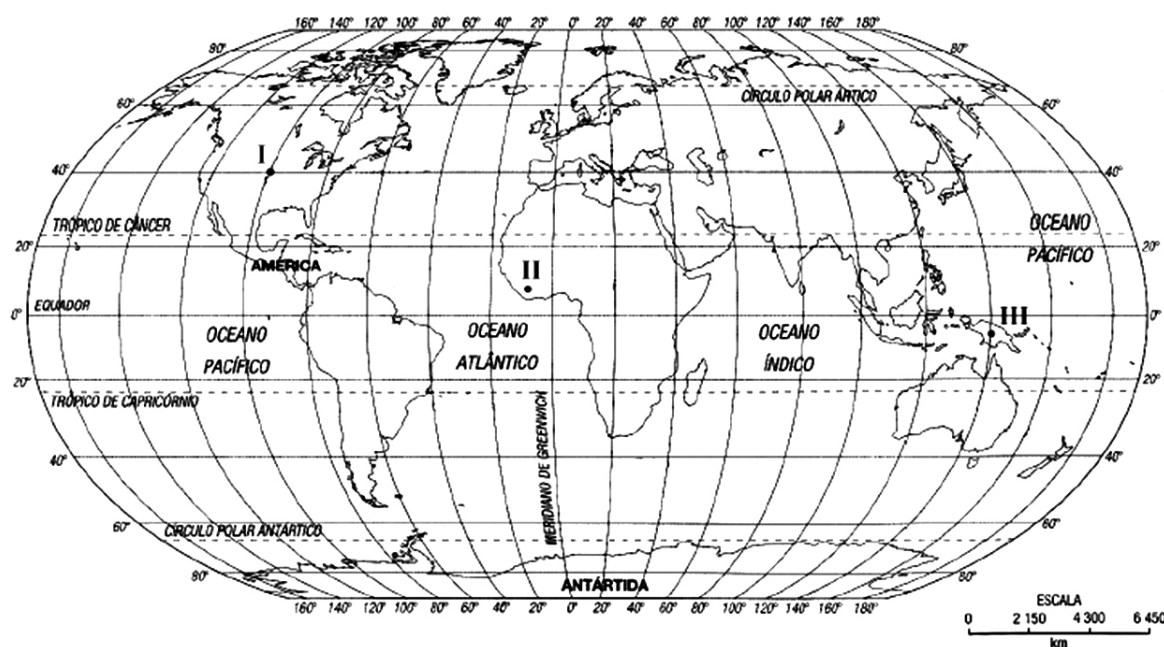 160° 140° 120° 100° 80° 60° 40° 20° 0° 20° 40° 60° 80° 100° 120° 140° 160° 180°
80° 80°
CÍRCULO POLAR ÁRTICO
60° 60°
I
40° 40°
TRÓPICO DE CÂNCER
OCEANO
PACÍFICO
20° 20°
AMÉRICA
II
EQUADOR
0° 0°
III
OCEANO
PACÍFICO
OCEANO
ATLÂNTICO
OCEANO
ÍNDICO
20° 20°
TRÓPICO DE CAPRICÓRNIO
MERIDIANO DE GREENWICH
40° 40°
60° 60°
CÍRCULO POLAR ANTÁRTICO
80° 80°
ANTÁRTIDA
160° 140° 120° 100° 80° 60° 40° 20° 0° 20° 40° 60° 80° 100° 120° 140° 160° 180°
ESCALA
0 2 150 4 300 6 450
km